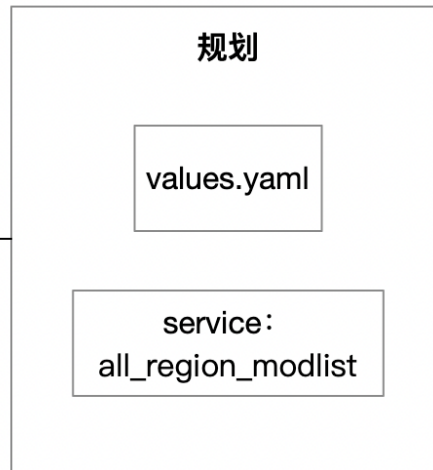 规划
values.yaml
service：
all_region_modlist